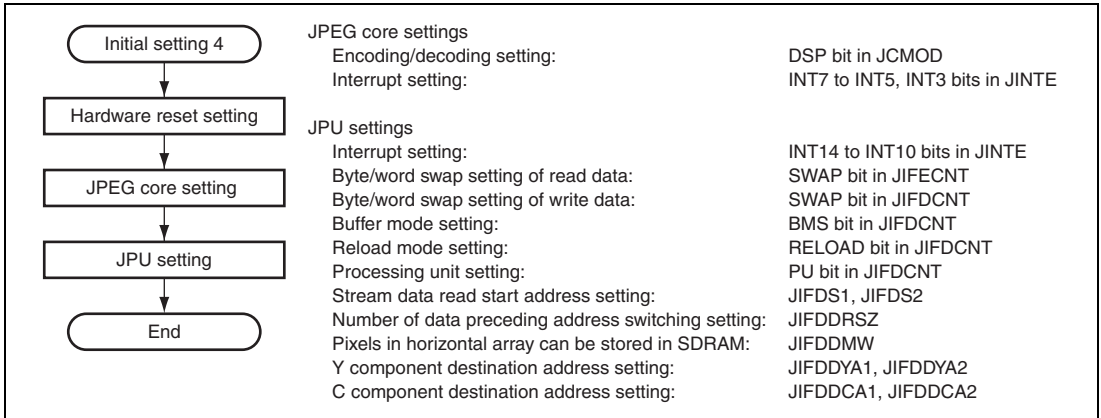 Initial setting 4
Hardware reset setting
JPEG core setting
JPU setting
End
JPEG core settings
Encoding/decoding setting: DSP bit in JCMOD
Interrupt setting: INT7 to INT5, INT3 bits in JINTE
JPU settings
Interrupt setting: INT14 to INT10 bits in JINTE
Byte/word swap setting of read data: SWAP bit in JIFECNT
Byte/word swap setting of write data: SWAP bit in JIFDCNT
Buffer mode setting: BMS bit in JIFDCNT
Reload mode setting: RELOAD bit in JIFDCNT
Processing unit setting: PU bit in JIFDCNT
Stream data read start address setting: JIFDS1, JIFDS2
Number of data preceding address switching setting: JIFDDRSZ
Pixels in horizontal array can be stored in SDRAM: JIFDDMW
Y component destination address setting: JIFDDYA1, JIFDDYA2
C component destination address setting: JIFDDCA1, JIFDDCA2